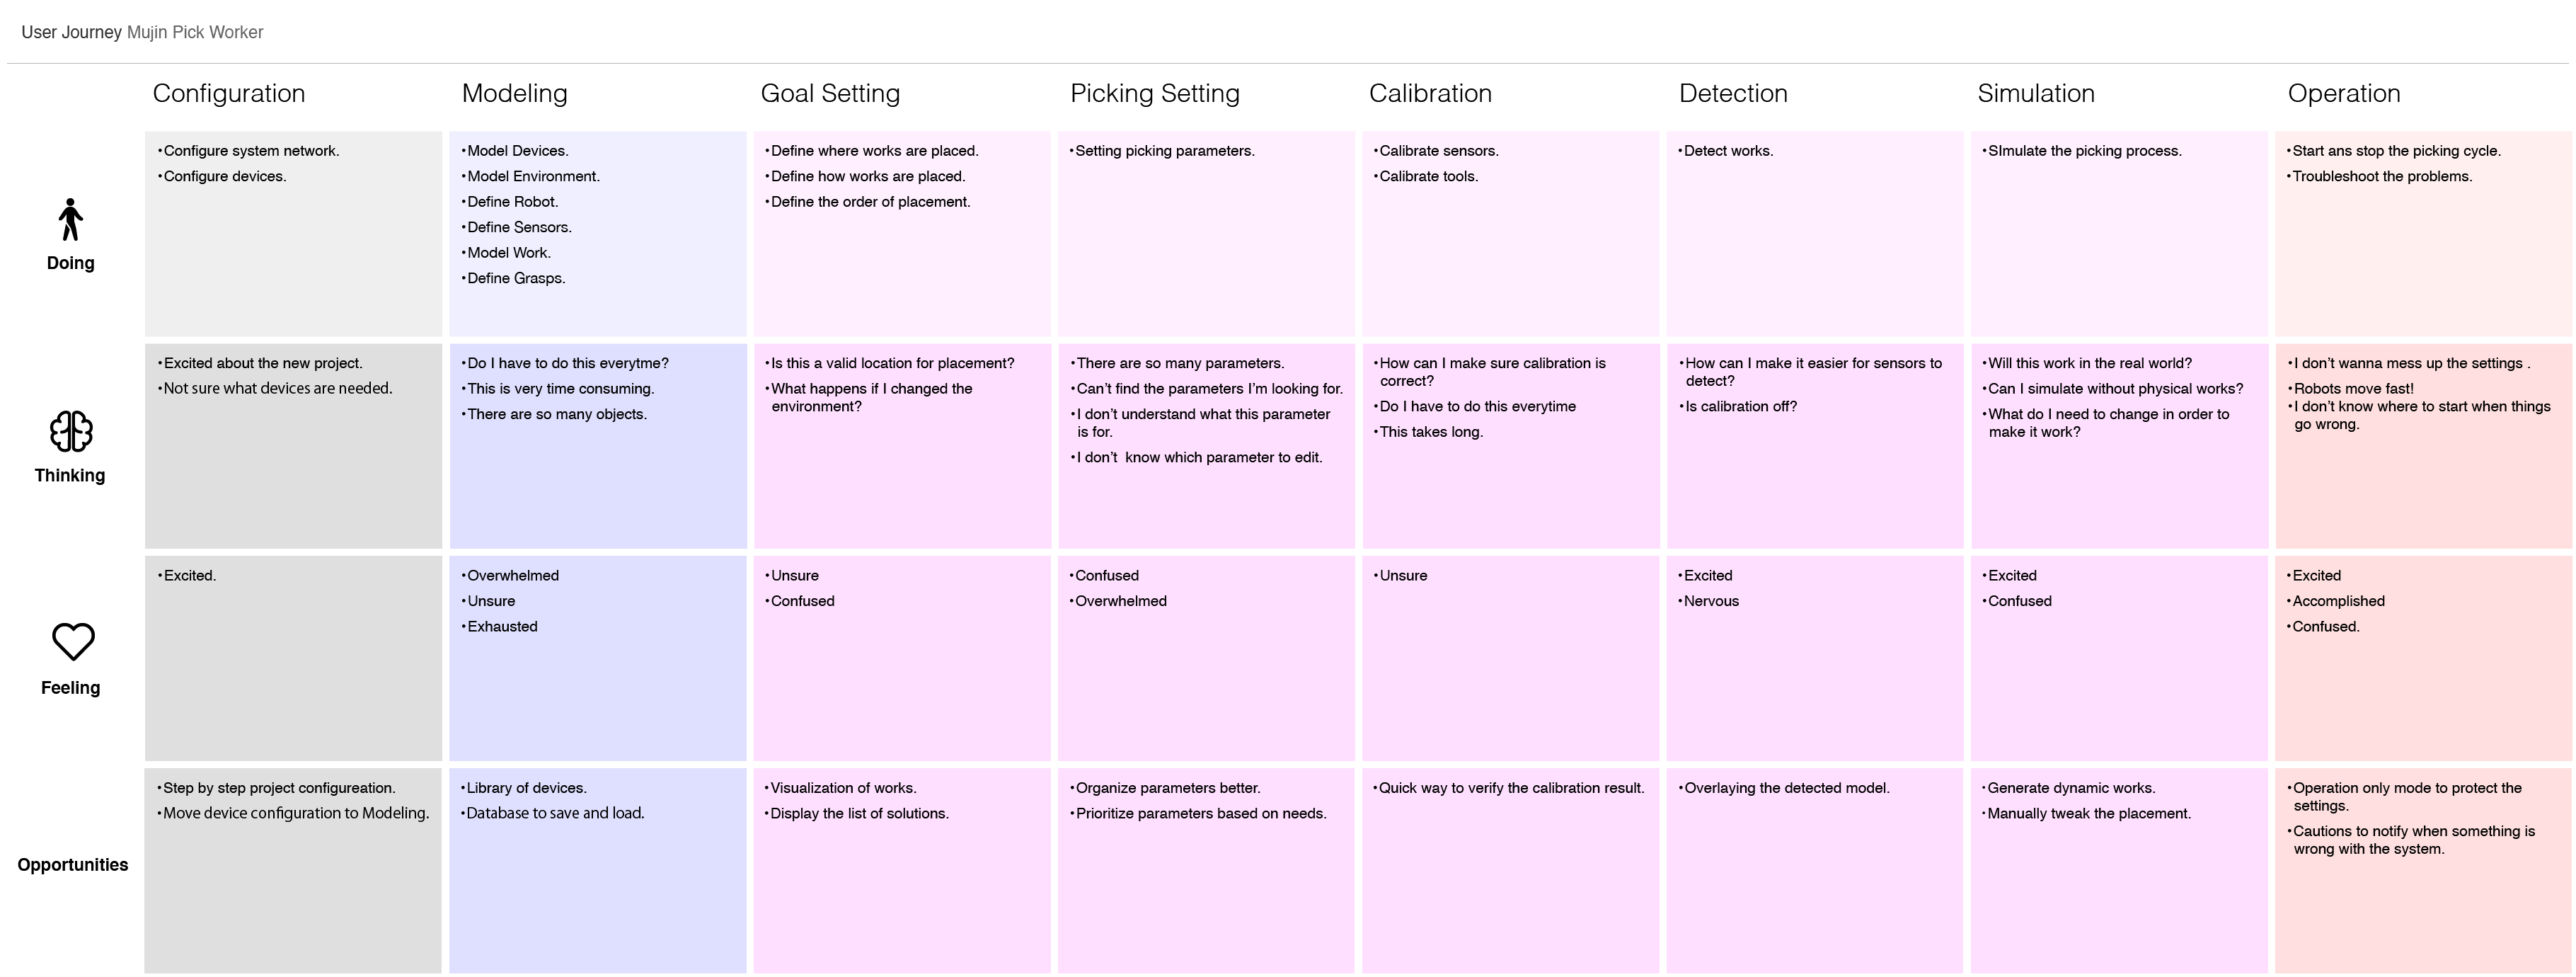 User Journey Mujin Pick Worker
Configuration
Modeling
Goal Setting
Picking Setting
Calibration
Detection
Simulation
Operation
Doing
•Configure system network.
•Configure devices.
•Model Devices.
•Model Environment.
•Define Robot.
•Define Sensors.
•Model Work.
•Define Grasps.
•Define where works are placed.
•Define how works are placed.
•Define the order of placement.
•Setting picking parameters.
•Calibrate sensors.
•Calibrate tools.
•Detect works.
•SImulate the picking process.
•Start ans stop the picking cycle.
•Troubleshoot the problems.
Thinking
•Excited about the new project.
•Not sure what devices are needed.
•Do I have to do this everytme?
•This is very time consuming.
•There are so many objects.
•Is this a valid location for placement?
•What happens if I changed the
environment?
•There are so many parameters.
•Can't find the parameters I'm looking for.
•I don't understand what this parameter
is for.
•I don't  know which parameter to edit.
•How can I make sure calibration is
correct?
•Do I have to do this everytime
•This takes long.
•How can I make it easier for sensors to
detect?
•Is calibration off?
•Will this work in the real world?
•Can I simulate without physical works?
•What do I need to change in order to
make it work?
•I don't wanna mess up the settings .
•Robots move fast!
•I don't know where to start when things
go wrong.
Feeling
•Excited.
•Overwhelmed
•Unsure
•Exhausted
•Unsure
•Confused
•Confused
•Overwhelmed
•Unsure
•Excited
•Nervous
•Excited
•Confused
•Excited
•Accomplished
•Confused.
Opportunities
•Step by step project configureation.
•Move device configuration to Modeling.
•Library of devices.
•Database to save and load.
•Visualization of works.
•Display the list of solutions.
•Organize parameters better.
•Prioritize parameters based on needs.
•Quick way to verify the calibration result.
•Overlaying the detected model.
•Generate dynamic works.
•Manually tweak the placement.
•Operation only mode to protect the
settings.
•Cautions to notify when something is
wrong with the system.